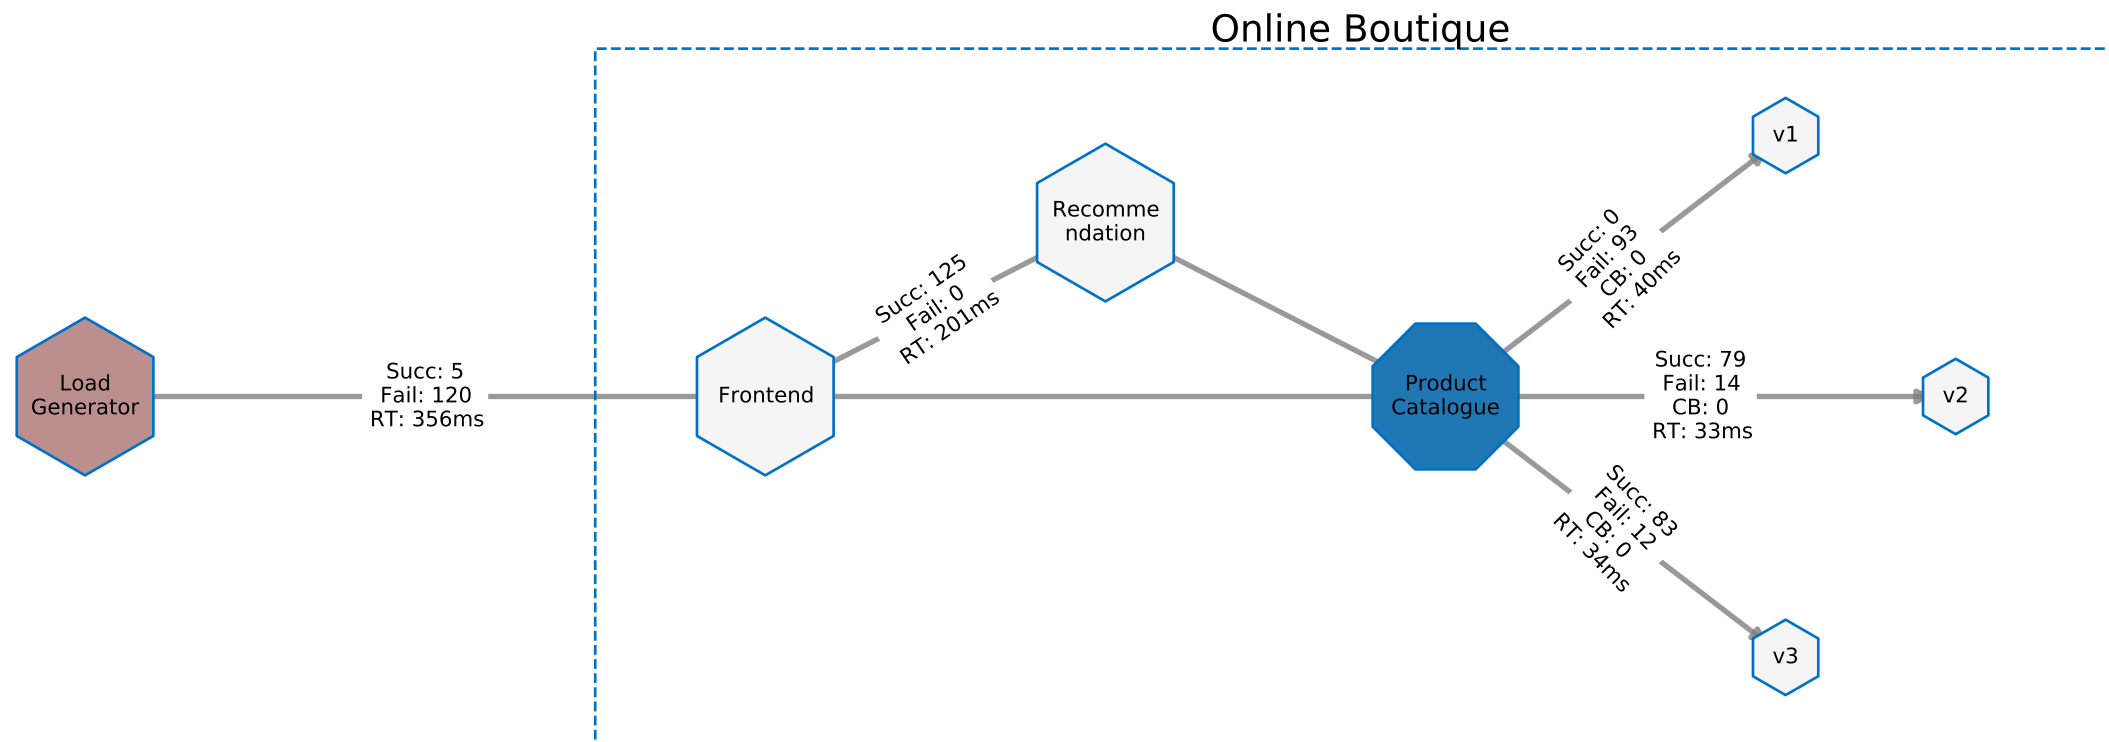 Online Boutique
Load
Generator
Succ: 5
Fail: 120
RT: 356ms
Frontend
Succ: 125
Fail: 0
RT: 201ms
Recomme
ndation
Product
Catalogue
Succ: 0
Fail: 93
CB: 0
RT: 40ms
v1
Succ: 79
Fail: 14
CB: 0
RT: 33ms
v2
Succ: 83
Fail: 12
CB: 0
RT: 34ms
v3